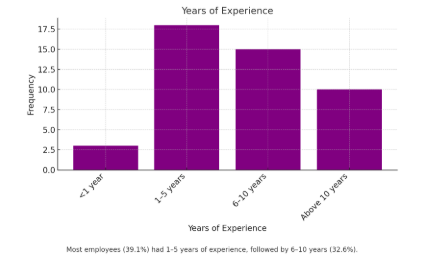 Years of Experience
17.5
15.0
12.5
10.0
7.5
5.0
2.5
0.0
Frequency
<1 year
1–5 years
6–10 years
Above 10 years
Years of Experience
Most employees (39.1%) had 1–5 years of experience, followed by 6–10 years (32.6%).